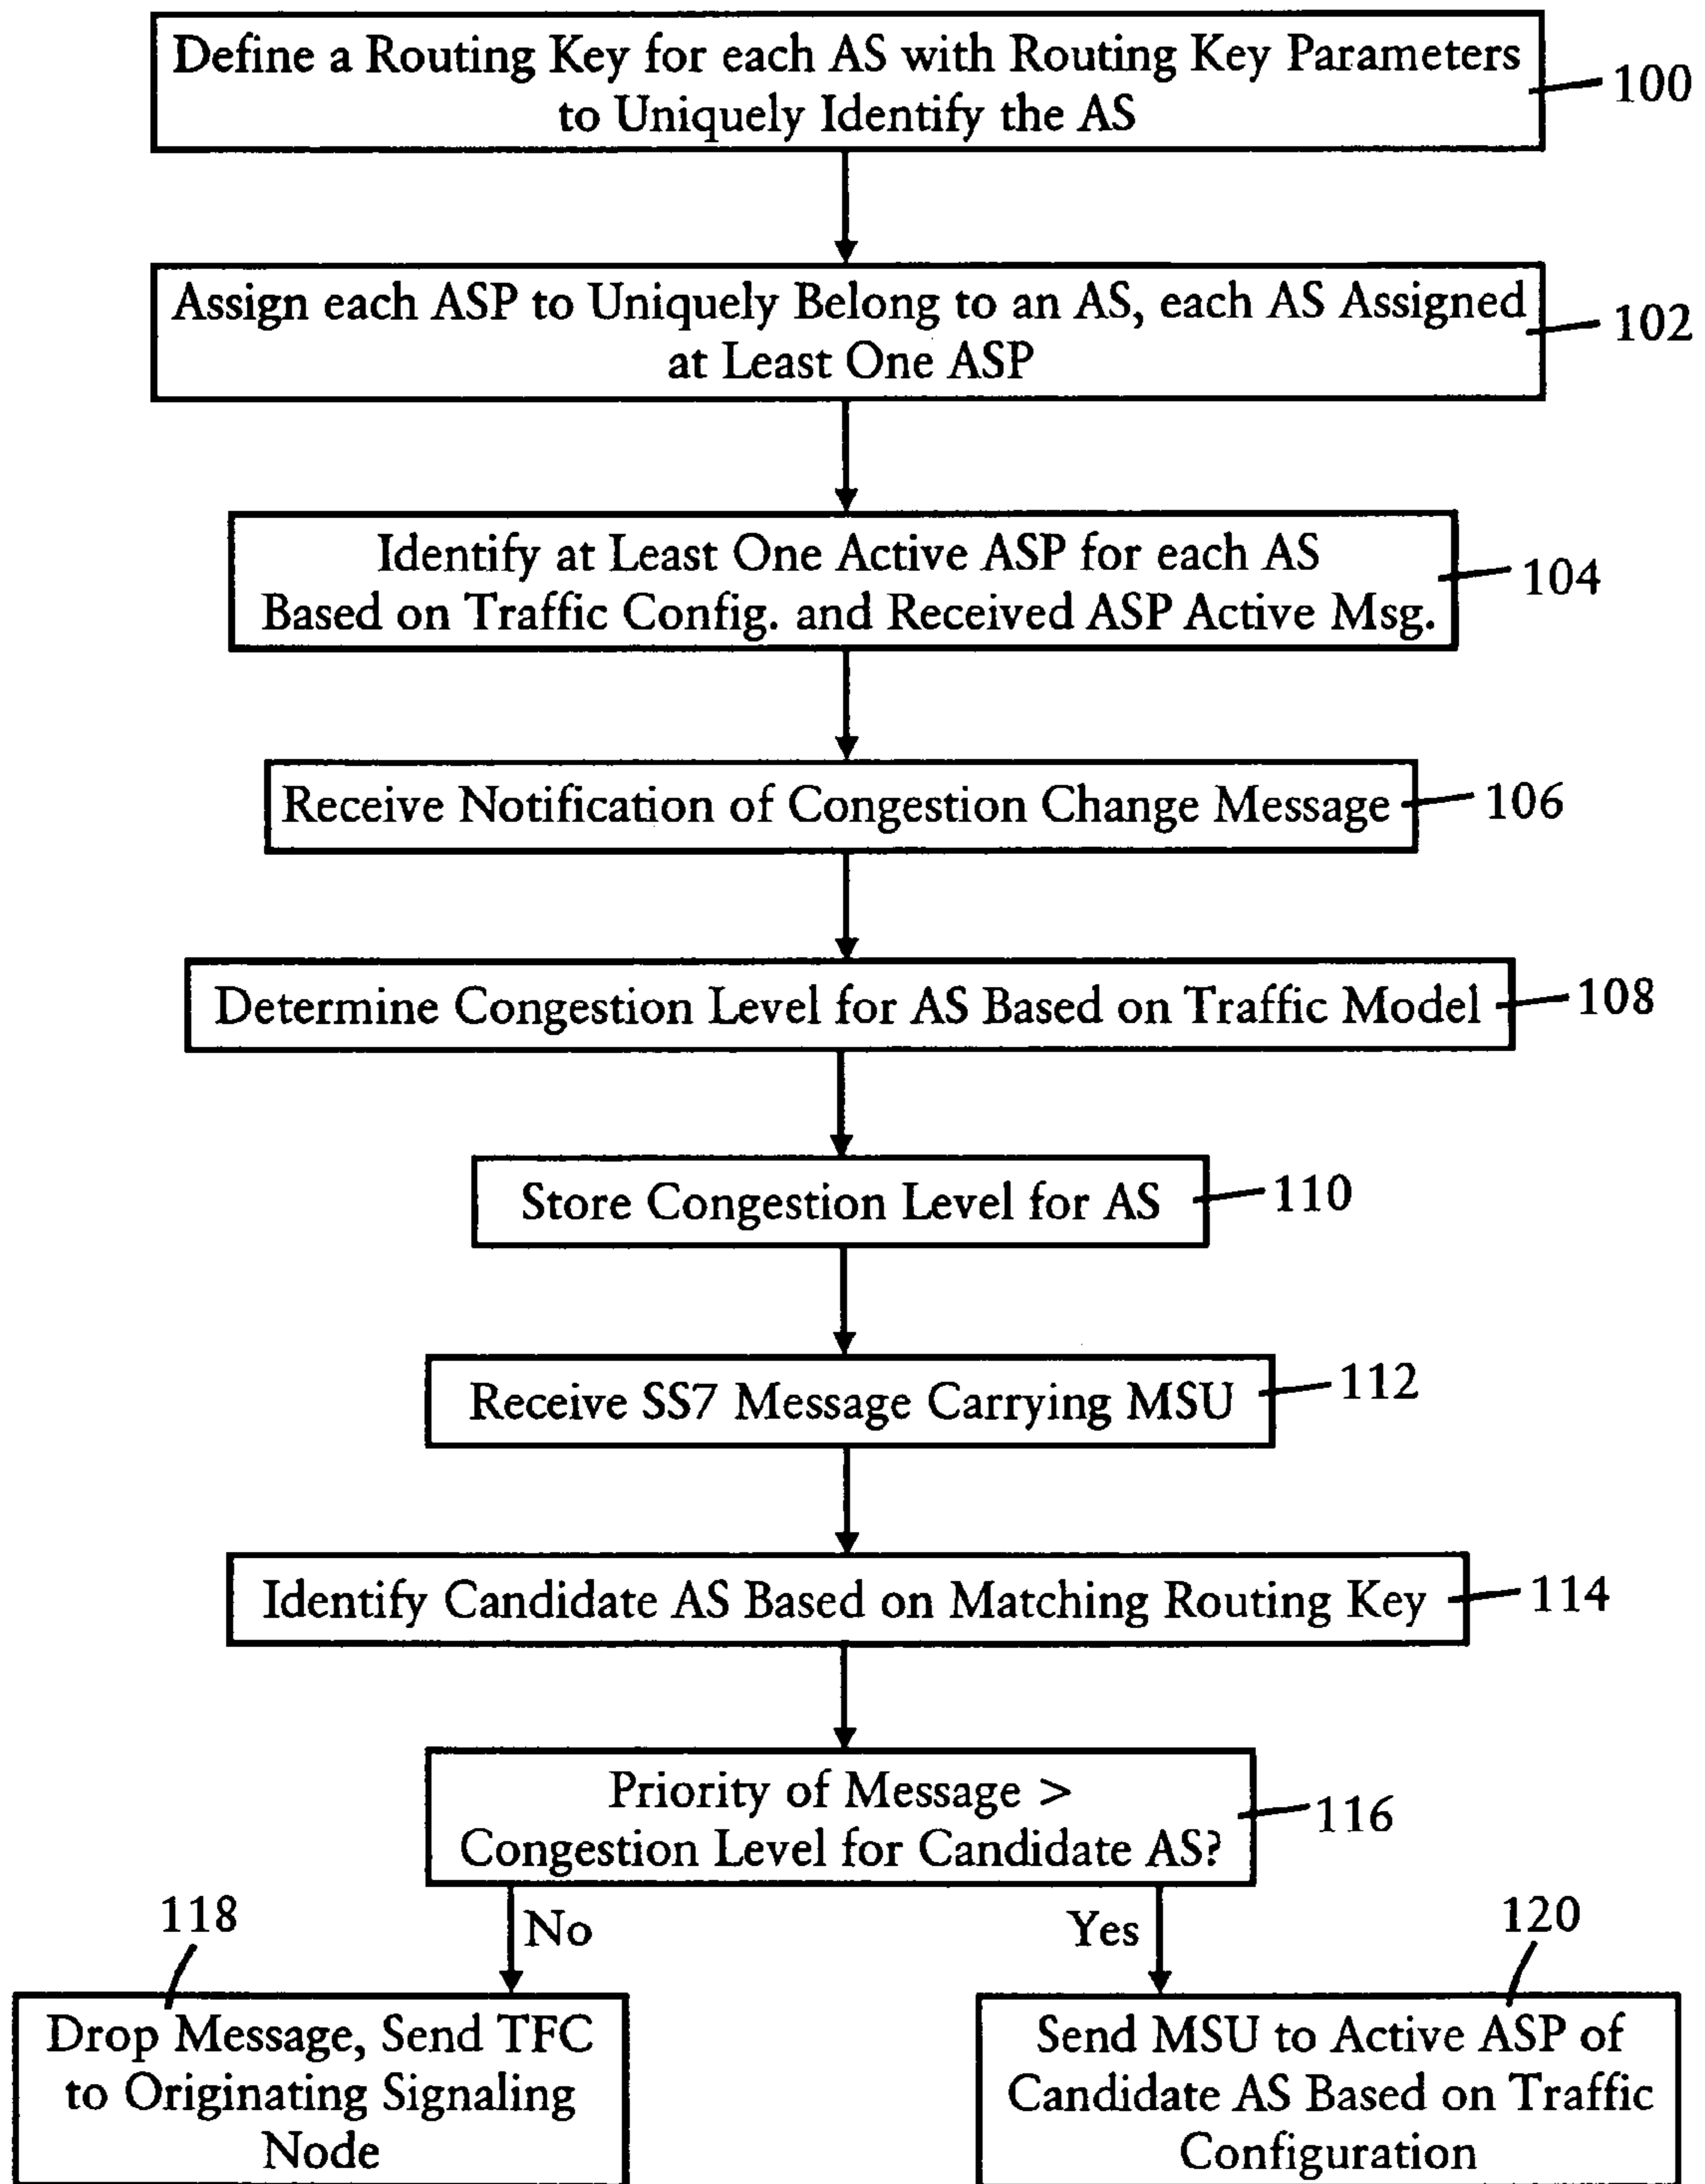 Define a Routing Key for each AS with Routing Key Parameters
to Uniquely Identify the AS
100
Assign each ASP to Uniquely Belong to an AS, each AS Assigned
at Least One ASP
102
Identify at Least One Active ASP for each AS
Based on Traffic Config. and Received ASP Active Msg.
104
Receive Notification of Congestion Change Message
106
Determine Congestion Level for AS Based on Traffic Model
108
Store Congestion Level for AS
110
Receive SS7 Message Carrying MSU
112
Identify Candidate AS Based on Matching Routing Key
114
Priority of Message >
Congestion Level for Candidate AS?
116
118
No
Yes
120
Drop Message, Send TFC
to Originating Signaling
Node
Send MSU to Active ASP of
Candidate AS Based on Traffic
Configuration